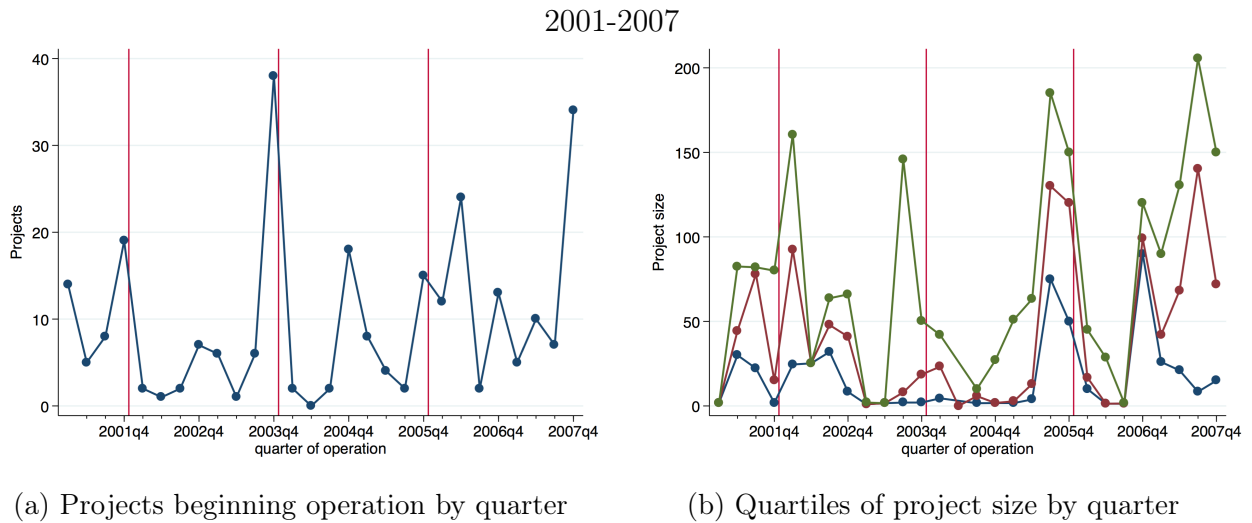 2001-2007
40
30
20
10
0
Projects
2001q4 2002q4 2003q4 2004q4 2005q4 2006q4 2007q4
quarter of operation
200
150
100
50
0
Project size
2001q4 2002q4 2003q4 2004q4 2005q4 2006q4 2007q4
quarter of operation
(a) Projects beginning operation by quarter
(b) Quartiles of project size by quarter